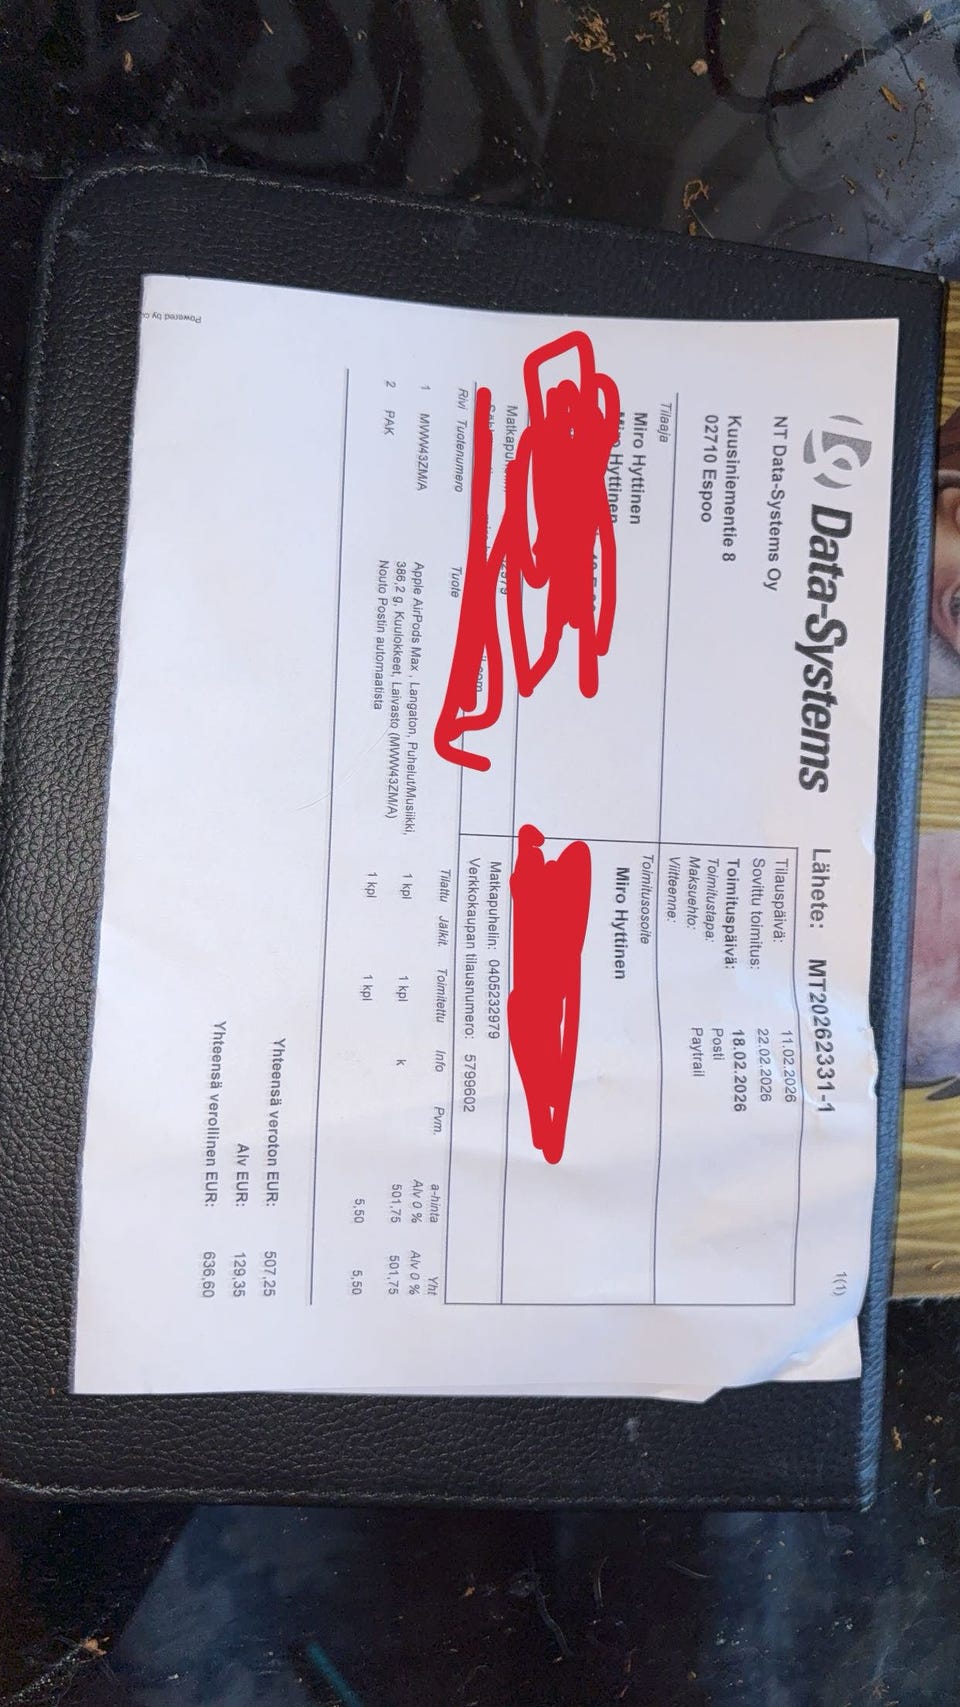 Data-Systems
Lähete: MT20262331-1
1(1)
NT Data-Systems Oy
Kuusiniementie 8
02710 Espoo
Tilauspäivä: 11.02.2026
Sovittu toimitus: 22.02.2026
Toimituspäivä: 18.02.2026
Toimitustapa: Posti
Maksuehto: Paytrail
Viitteenne:
Tilaaja
Miro Hyttinen
Miro Hyttinen
Toimitusosoite
Miro Hyttinen
Matkapuhelin: 0405232979
Verkkokaupan tilausnumero: 5799602
Rivi Tuotenumero Tuote Tilattu Jälkit. Toimitettu Info Pvm. a-hinta Yht
Alv 0 % Alv 0 %
1 MWW43ZM/A Apple AirPods Max , Langaton, Puhelut/Musiikki, 1 kpl 1 kpl k 501,75 501,75
386,2 g, Kuulokkeet, Laivasto (MWW43ZM/A)
2 PAK Nouto Postin automaatista 1 kpl 1 kpl 5,50 5,50
Yhteensä veroton EUR: 507,25
Alv EUR: 129,35
Yhteensä verollinen EUR: 636,60
Powered by